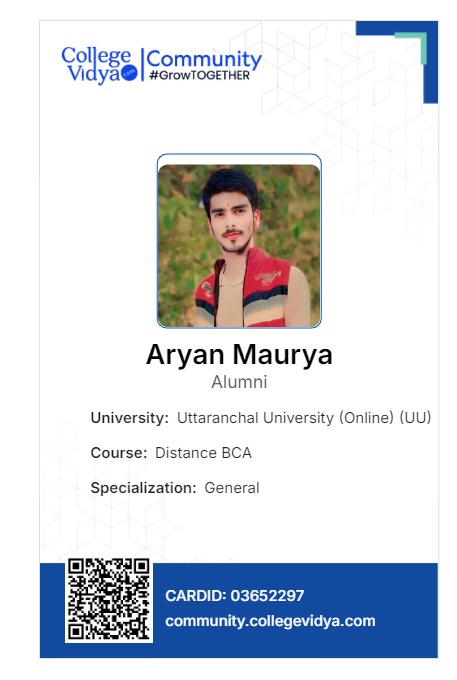 College Vidya.com
Community
#GrowTOGETHER
Aryan Maurya
Alumni
University: Uttaranchal University (Online) (UU)
Course: Distance BCA
Specialization: General
CARDID: 03652297
community.collegevidya.com